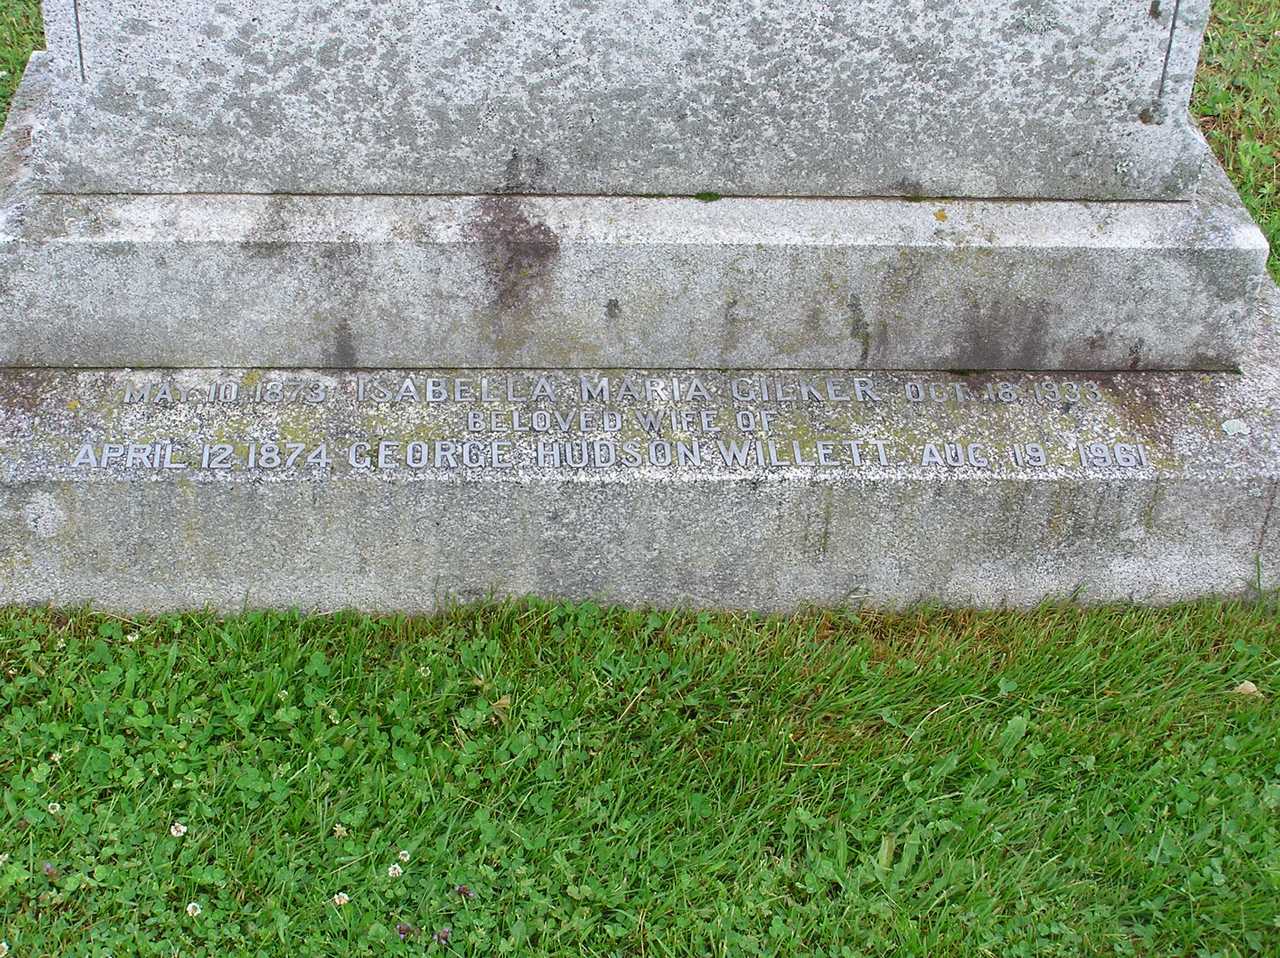 MAY 10 1873 ISABELLA MARIA GILKER OCT. 18 1933
BELOVED WIFE OF
APRIL 12 1874 GEORGE HUDSON WILLETT AUG 19 1961